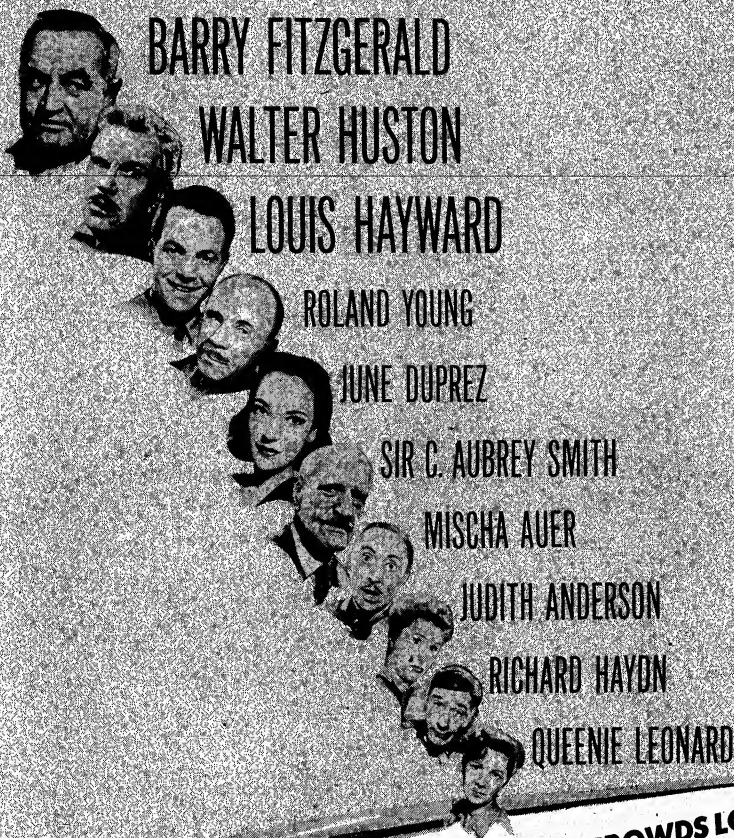 BARRY FITZGERALD
WALTER HUSTON
LOUIS HAYWARD
ROLAND YOUNG
JUNE DUPREZ
SIR C. AUBREY SMITH
MISCHA AUER
JUDITH ANDERSON
RICHARD HAYDN
QUEENIE LEONARD